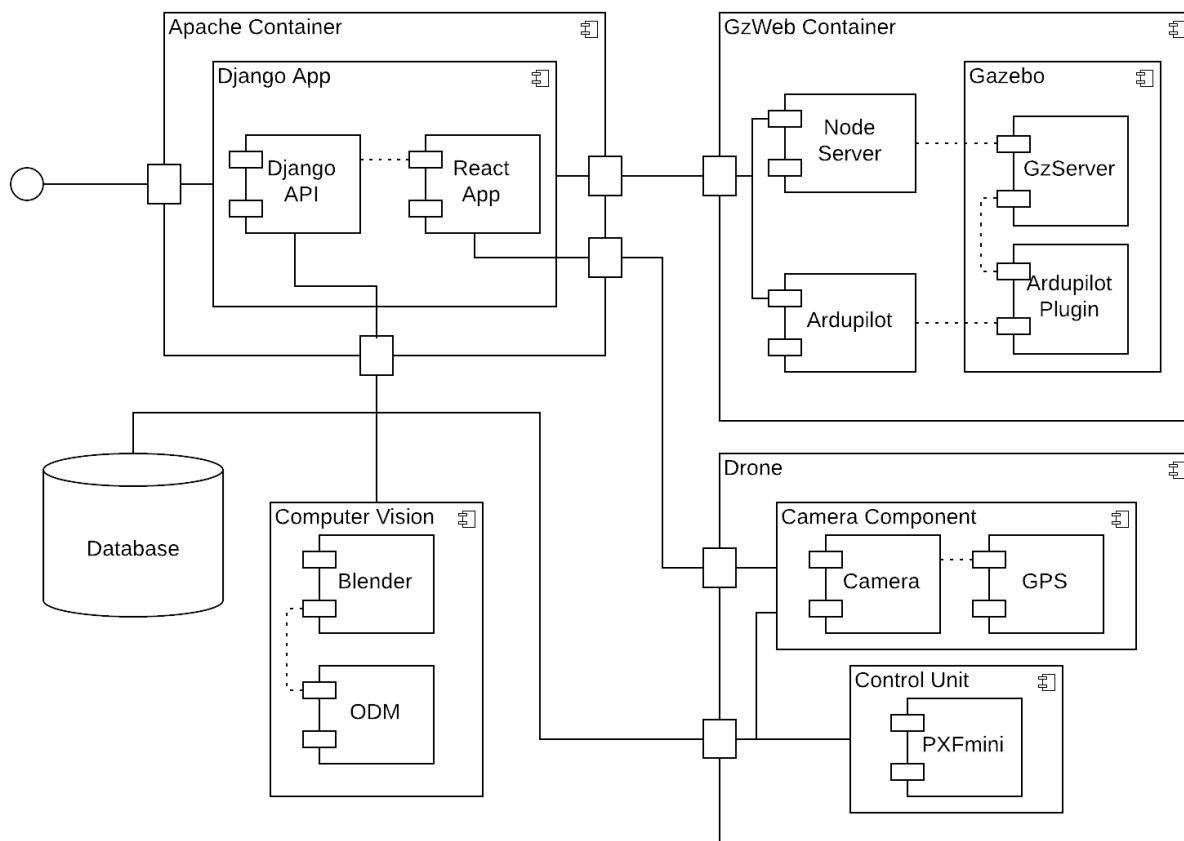 Apache Container
Django App
Django
API
React
App
GzWeb Container
Node
Server
Gazebo
GzServer
Ardupilot
Plugin
Ardupilot
Database
Computer Vision
Blender
ODM
Drone
Camera Component
Camera
GPS
Control Unit
PXFmini